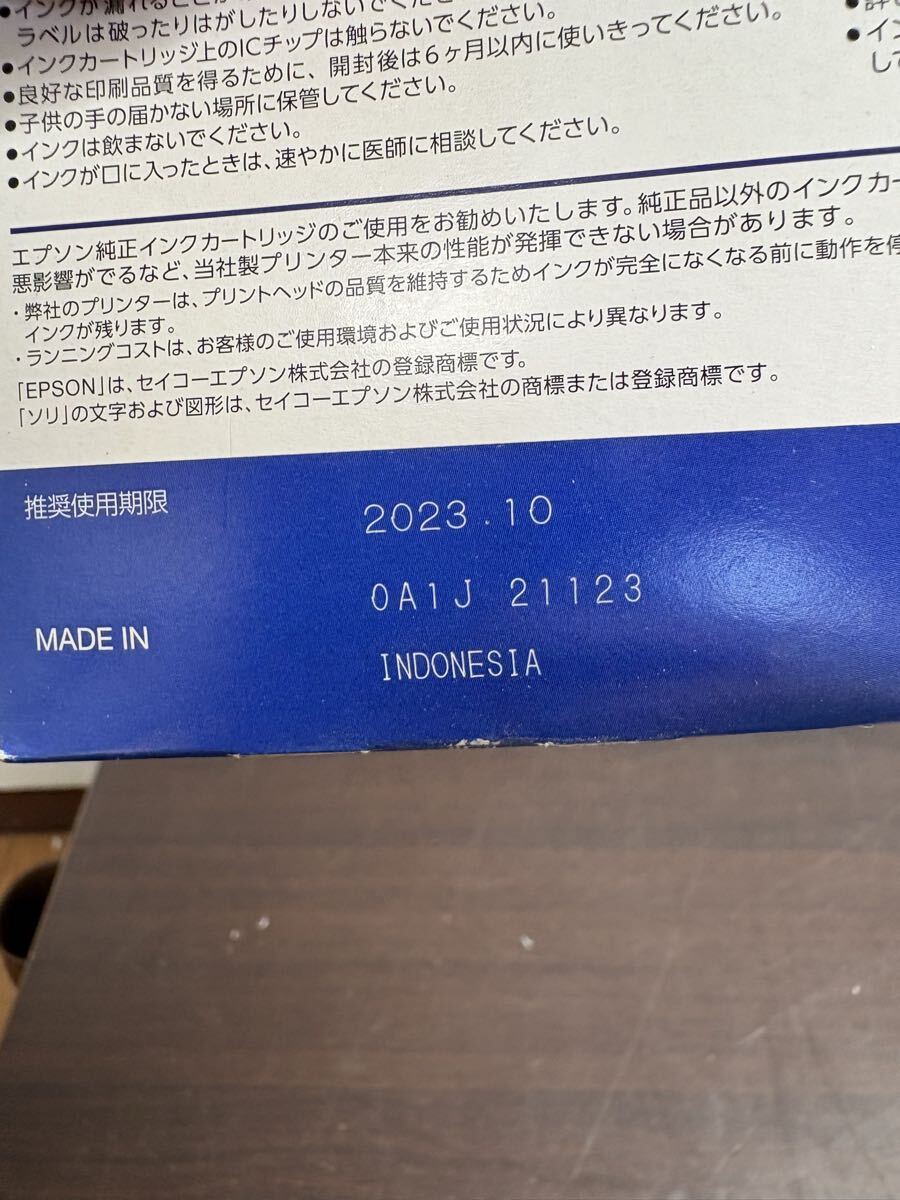 ●インクが漏れることが
ラベルは破ったりはがしたりしないでくだ
●インクカートリッジ上のICチップは触らないでください。
●良好な印刷品質を得るために、開封後は6ヶ月以内に使いきってください。
●子供の手の届かない場所に保管してください。
●インクは飲まないでください。
●インクが口に入ったときは、速やかに医師に相談してください。
●イン
して
エプソン純正インクカートリッジのご使用をお勧めいたします。純正品以外のインクカー
悪影響がでるなど、当社製プリンター本来の性能が発揮できない場合があります。
・弊社のプリンターは、プリントヘッドの品質を維持するためインクが完全になくなる前に動作を停
インクが残ります。
・ランニングコストは、お客様のご使用環境およびご使用状況により異なります。
「EPSON」は、セイコーエプソン株式会社の登録商標です。
「ソリ」の文字および図形は、セイコーエプソン株式会社の商標または登録商標です。
推奨使用期限
2023.10
0A1J 21123
MADE IN
INDONESIA